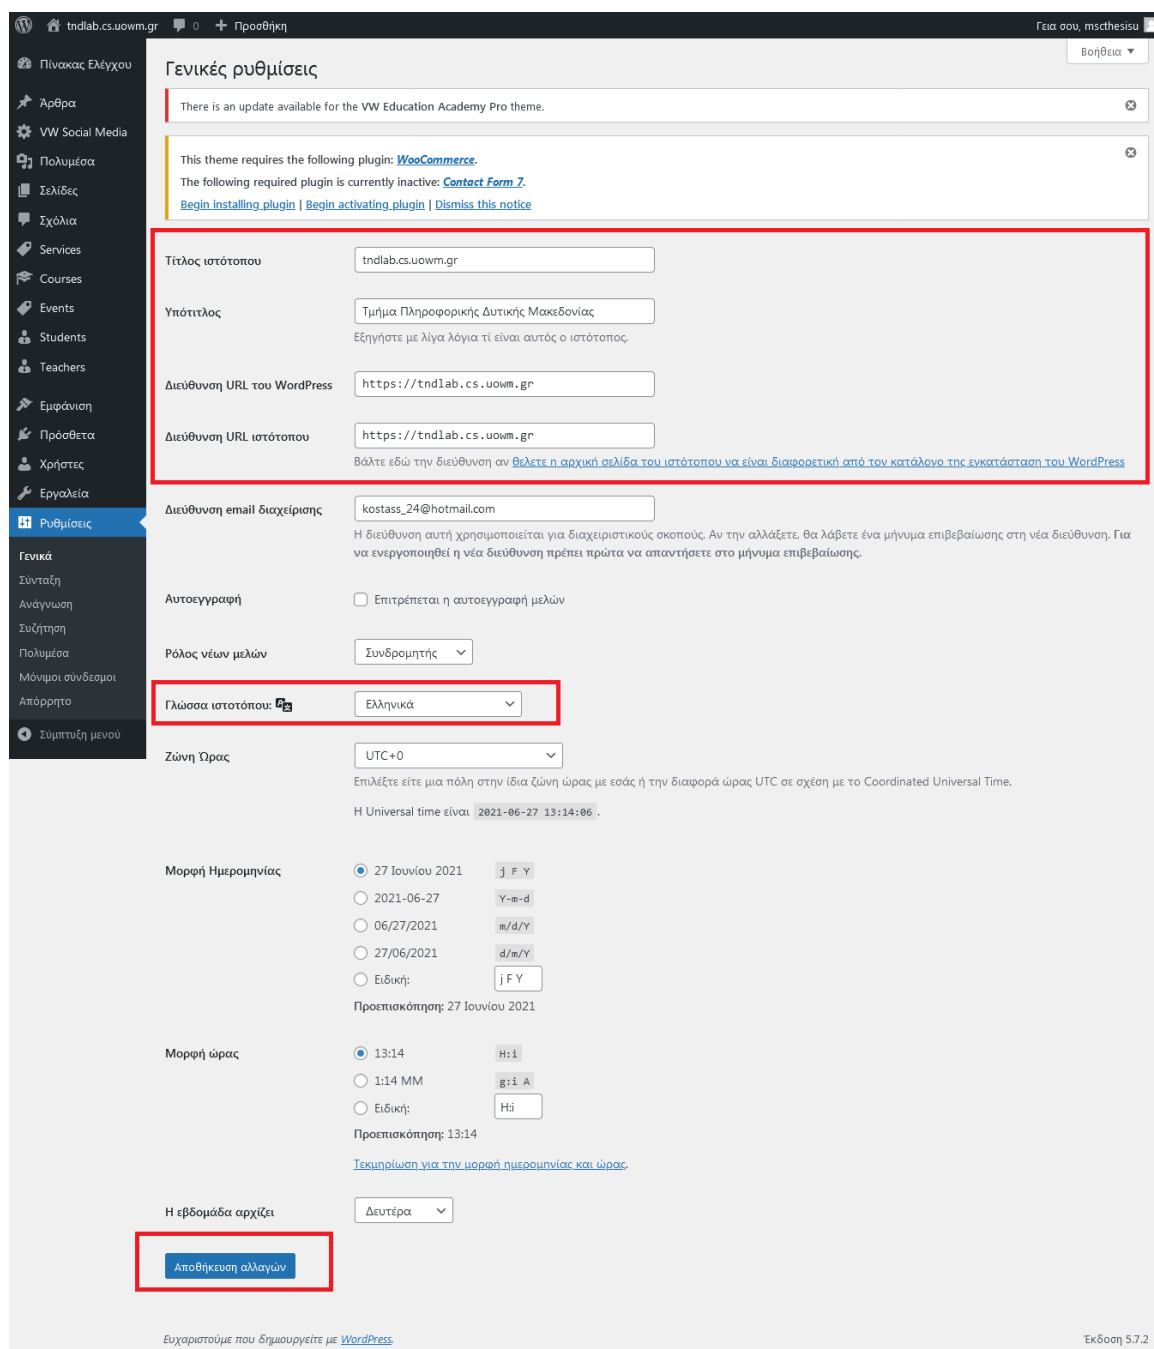 tndlab.cs.uowm.gr 0 + Προσθήκη Γεια σου, mscthesisu
Βοήθεια ▼
Πίνακας Ελέγχου
Άρθρα
VW Social Media
Πολυμέσα
Σελίδες
Σχόλια
Services
Courses
Events
Students
Teachers
Εμφάνιση
Πρόσθετα
Χρήστες
Εργαλεία
Ρυθμίσεις
Γενικά
Σύνταξη
Ανάγνωση
Συζήτηση
Πολυμέσα
Μόνιμοι σύνδεσμοι
Απόρρητο
Σύμπτυξη μενού
Γενικές ρυθμίσεις
There is an update available for the VW Education Academy Pro theme.
This theme requires the following plugin: WooCommerce.
The following required plugin is currently inactive: Contact Form 7.
Begin installing plugin | Begin activating plugin | Dismiss this notice
Τίτλος ιστότοπου tndlab.cs.uowm.gr
Υπότιτλος Τμήμα Πληροφορικής Δυτικής Μακεδονίας
Εξηγήστε με λίγα λόγια τί είναι αυτός ο ιστότοπος.
Διεύθυνση URL του WordPress https://tndlab.cs.uowm.gr
Διεύθυνση URL ιστότοπου https://tndlab.cs.uowm.gr
Βάλτε εδώ την διεύθυνση αν θελετε η αρχική σελίδα του ιστότοπου να είναι διαφορετική από τον κατάλογο της εγκατάσταση του WordPress
Διεύθυνση email διαχείρισης kostass_24@hotmail.com
Η διεύθυνση αυτή χρησιμοποιείται για διαχειριστικούς σκοπούς. Αν την αλλάξετε, θα λάβετε ένα μήνυμα επιβεβαίωσης στη νέα διεύθυνση. Για
να ενεργοποιηθεί η νέα διεύθυνση πρέπει πρώτα να απαντήσετε στο μήνυμα επιβεβαίωσης.
Αυτοεγγραφή Επιτρέπεται η αυτοεγγραφή μελών
Ρόλος νέων μελών Συνδρομητής
Γλώσσα ιστοτόπου: Ελληνικά
Ζώνη Ώρας UTC+0
Επιλέξτε είτε μια πόλη στην ίδια ζώνη ώρας με εσάς ή την διαφορά ώρας UTC σε σχέση με το Coordinated Universal Time.
Η Universal time είναι 2021-06-27 13:14:06 .
Μορφή Ημερομηνίας 27 Ιουνίου 2021 j F Y
2021-06-27 Y-m-d
06/27/2021 m/d/Y
27/06/2021 d/m/Y
Ειδική: j F Y
Προεπισκόπηση: 27 Ιουνίου 2021
Μορφή ώρας 13:14 H:i
1:14 ΜΜ g:i A
Ειδική: H:i
Προεπισκόπηση: 13:14
Τεκμηρίωση για την μορφή ημερομηνίας και ώρας.
Η εβδομάδα αρχίζει Δευτέρα
Αποθήκευση αλλαγών
Ευχαριστούμε που δημιουργείτε με WordPress. Έκδοση 5.7.2